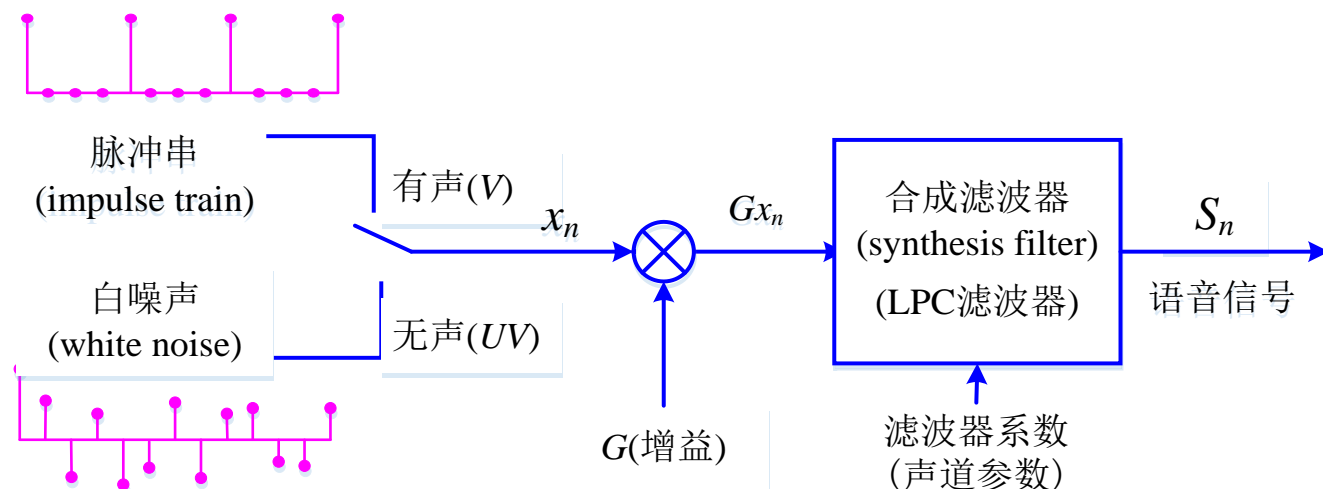 脉冲串
(impulse train)
有声(V)
xₙ
Gxₙ
合成滤波器
(synthesis filter)
(LPC滤波器)
Sₙ
语音信号
白噪声
(white noise)
无声(UV)
G(增益)
滤波器系数
(声道参数)